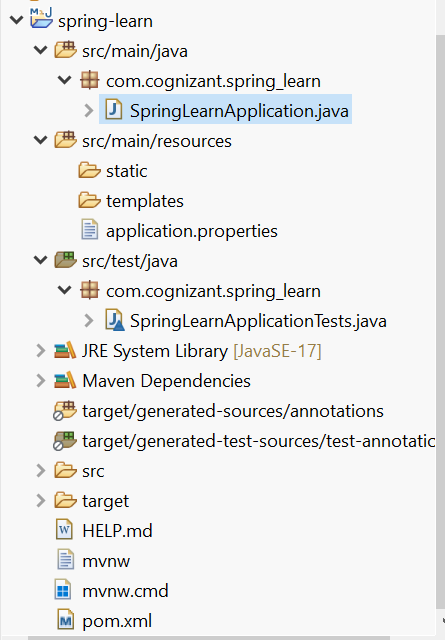 spring-learn
src/main/java
com.cognizant.spring_learn
SpringLearnApplication.java
src/main/resources
static
templates
application.properties
src/test/java
com.cognizant.spring_learn
SpringLearnApplicationTests.java
JRE System Library [JavaSE-17]
Maven Dependencies
target/generated-sources/annotations
target/generated-test-sources/test-annotatic
src
target
HELP.md
mvnw
mvnw.cmd
pom.xml